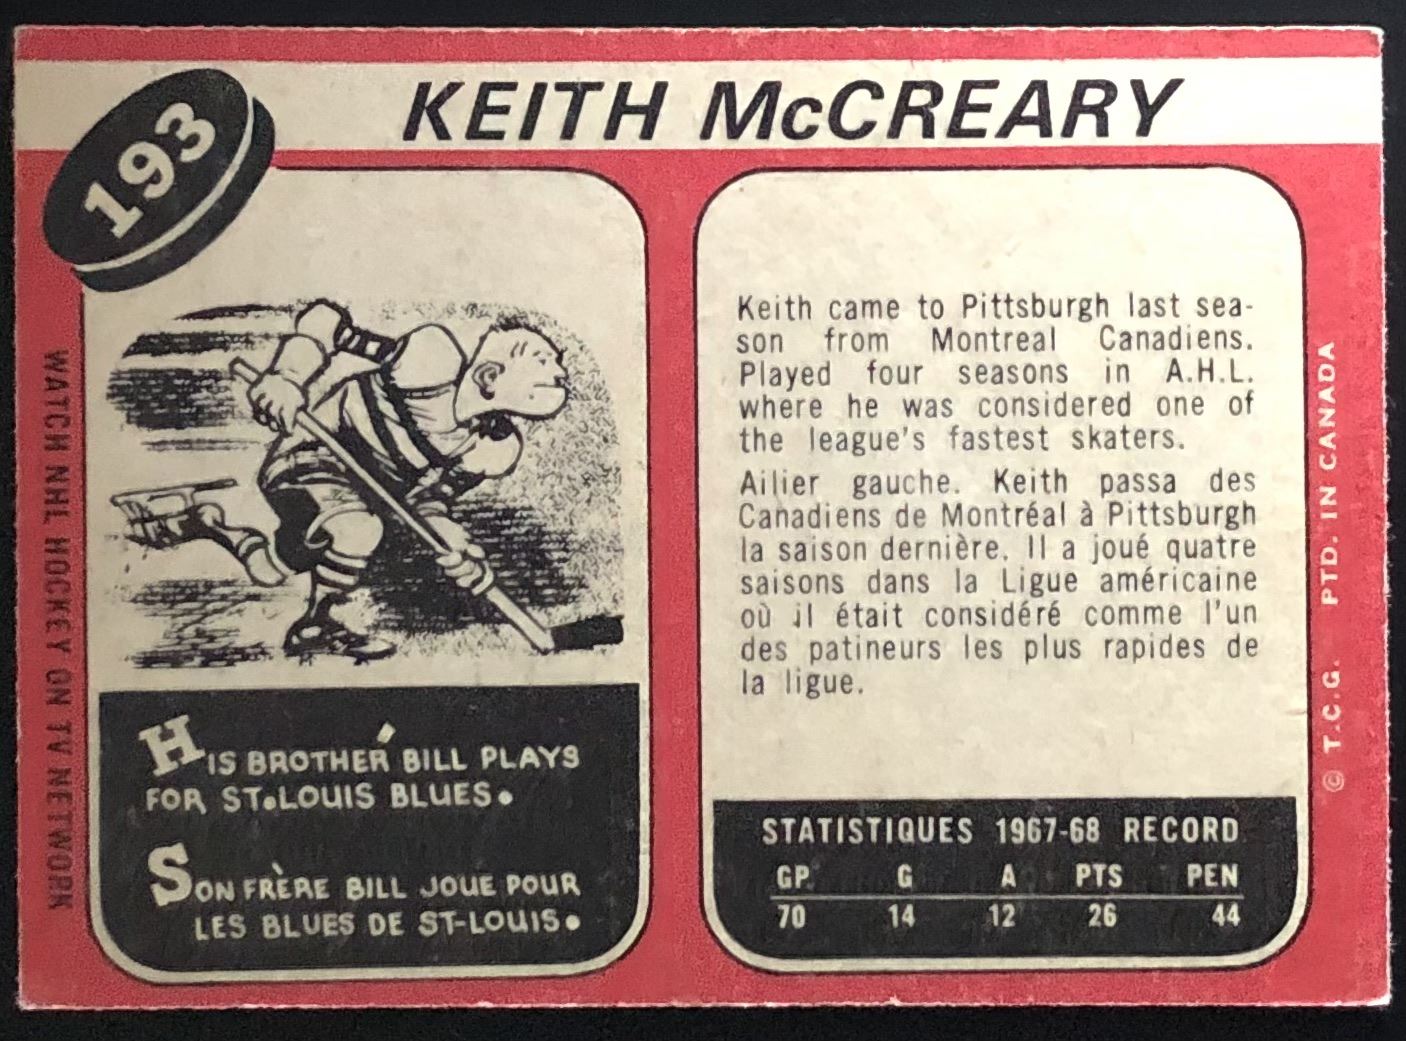 193
KEITH McCREARY
HIS BROTHER BILL PLAYS
FOR ST. LOUIS BLUES.
SON FRÈRE BILL JOUE POUR
LES BLUES DE ST-LOUIS.
Keith came to Pittsburgh last sea-
son from Montreal Canadiens.
Played four seasons in A.H.L.
where he was considered one of
the league's fastest skaters.
Ailier gauche. Keith passa des
Canadiens de Montréal à Pittsburgh
la saison dernière. Il a joué quatre
saisons dans la Ligue américaine
où il était considéré comme l'un
des patineurs les plus rapides de
la ligue.
STATISTIQUES 1967-68 RECORD
GP. G A PTS PEN
70 14 12 26 44
WATCH NHL HOCKEY ON TV NETWORK
© T.C.G. PTD. IN CANADA